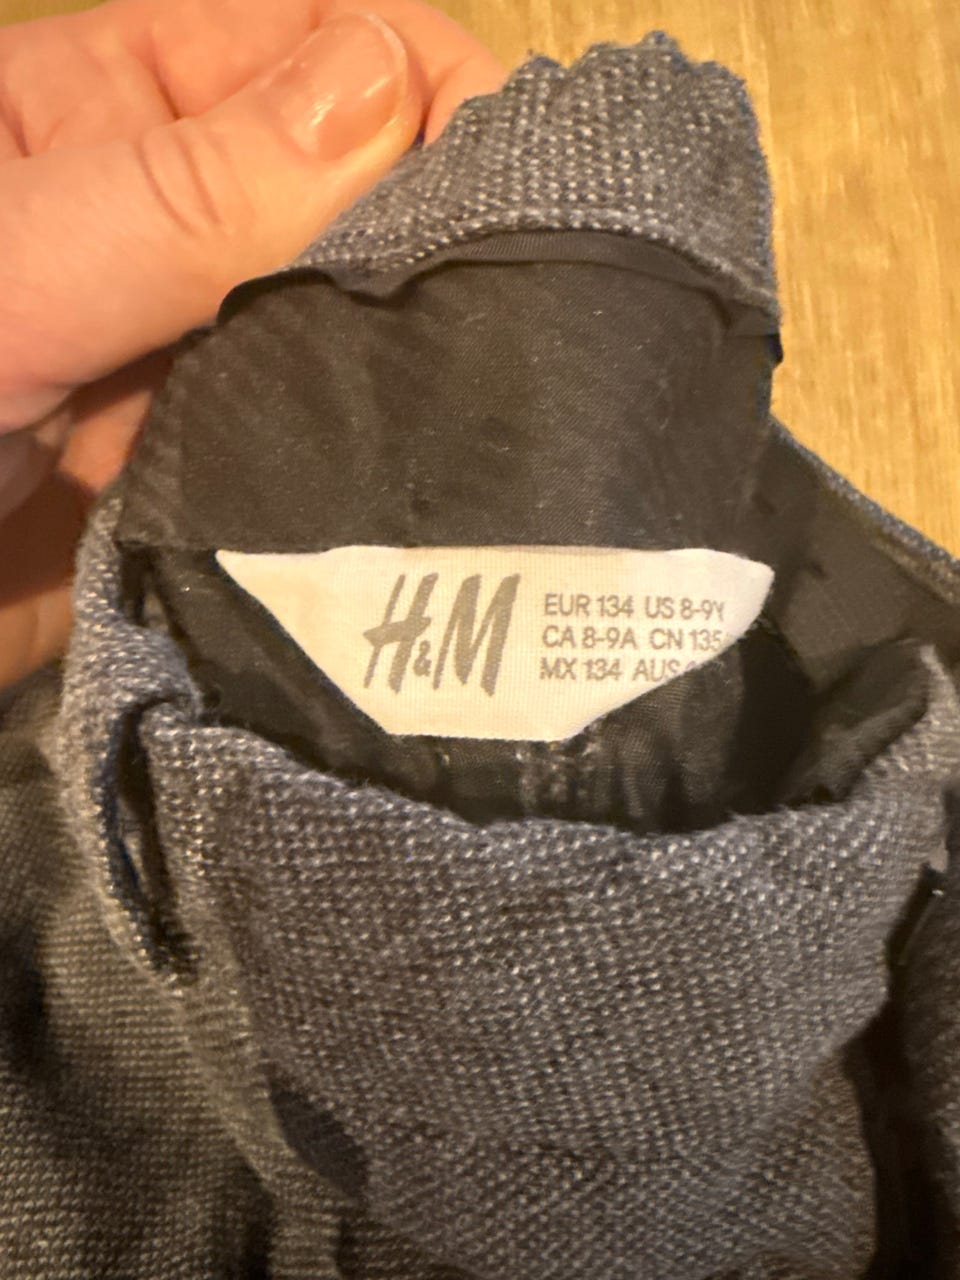 H&M
EUR 134 US 8-9Y
CA 8-9A CN 135
MX 134 AUS